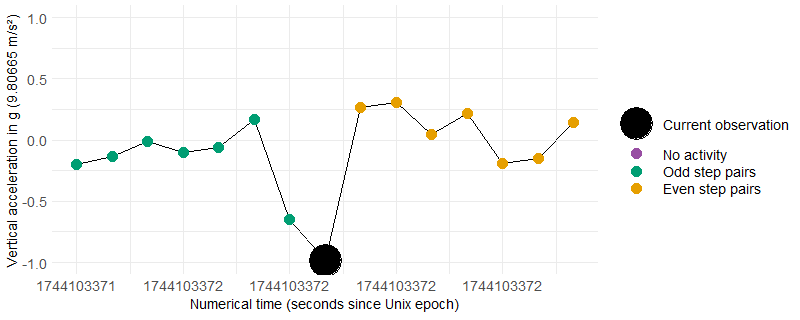 Vertical acceleration in g (9.80665 m/s²)
1.0
0.5
0.0
-0.5
-1.0
1744103371 1744103372 1744103372 1744103372 1744103372
Numerical time (seconds since Unix epoch)
Current observation
No activity
Odd step pairs
Even step pairs